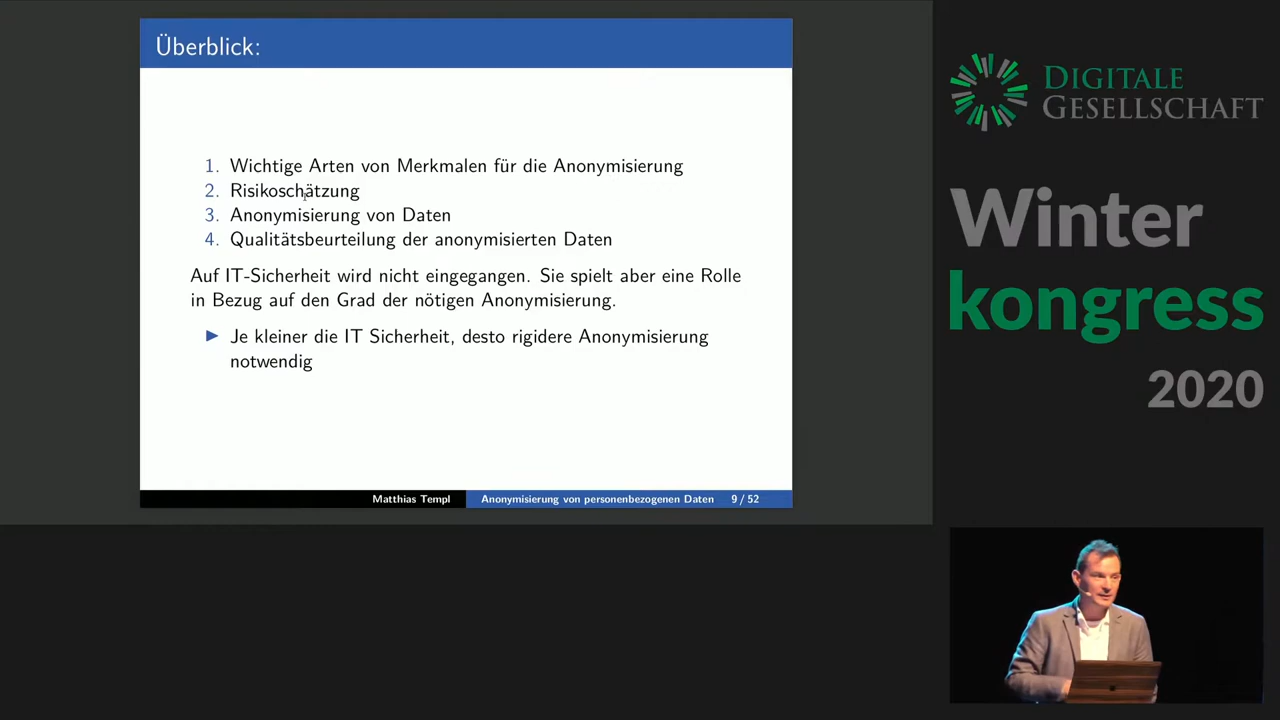 Überblick:
1. Wichtige Arten von Merkmalen für die Anonymisierung
2. Risikoschätzung
3. Anonymisierung von Daten
4. Qualitätsbeurteilung der anonymisierten Daten
Auf IT-Sicherheit wird nicht eingegangen. Sie spielt aber eine Rolle
in Bezug auf den Grad der nötigen Anonymisierung.
Je kleiner die IT Sicherheit, desto rigidere Anonymisierung
notwendig
Matthias Templ Anonymisierung von personenbezogenen Daten 9 / 52
DIGITALE
GESELLSCHAFT
Winter
kongress
2020